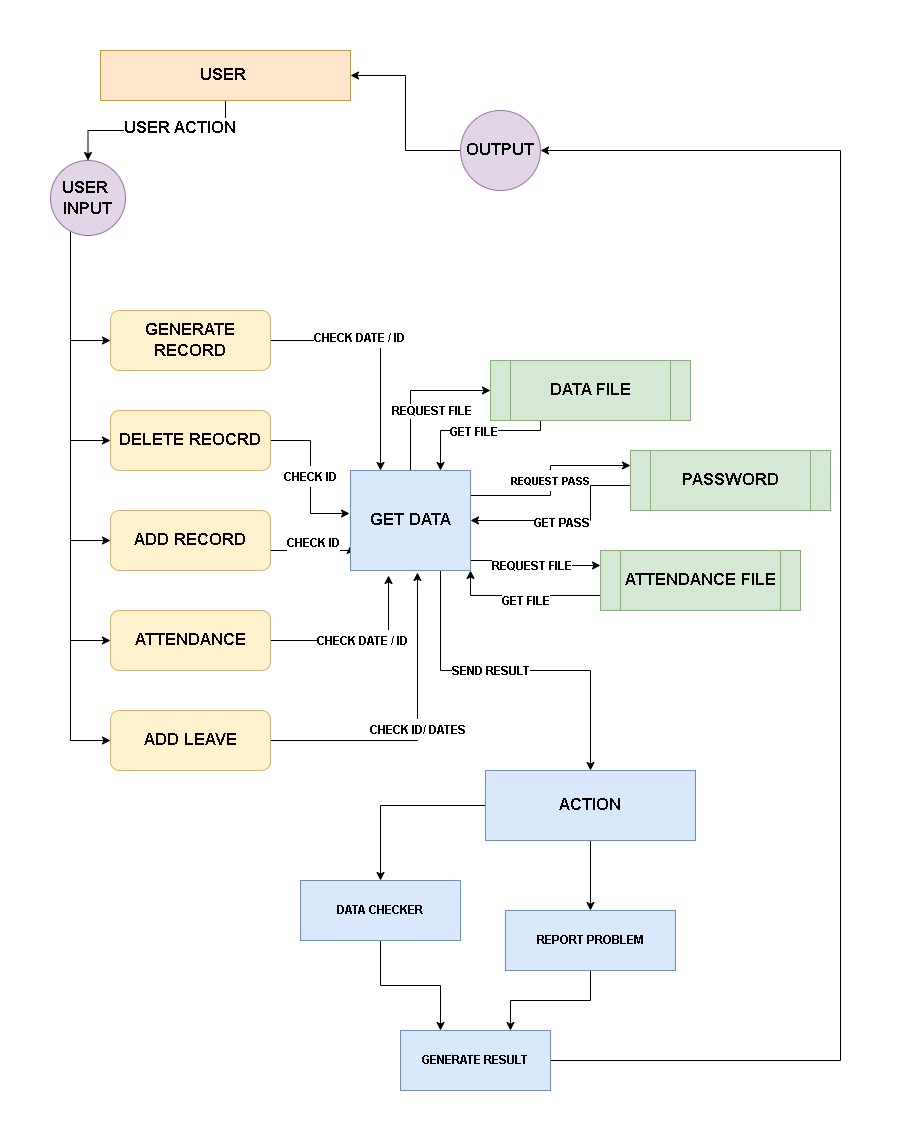 USER
USER ACTION
OUTPUT
USER
INPUT
GENERATE
RECORD
CHECK DATE / ID
DATA FILE
REQUEST FILE
GET FILE
DELETE REOCRD
CHECK ID
PASSWORD
REQUEST PASS
GET PASS
GET DATA
ADD RECORD
CHECK ID
REQUEST FILE
ATTENDANCE FILE
GET FILE
ATTENDANCE
CHECK DATE / ID
SEND RESULT
ADD LEAVE
CHECK ID/ DATES
ACTION
DATA CHECKER
REPORT PROBLEM
GENERATE RESULT